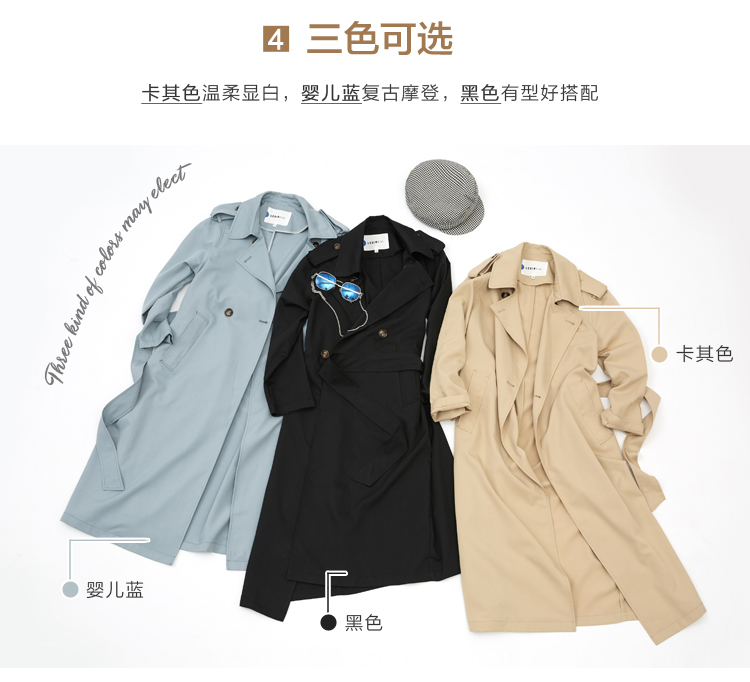 4 三色可选
卡其色温柔显白，婴儿蓝复古摩登，黑色有型好搭配
Three kind of colors may elect
卡其色
婴儿蓝
黑色